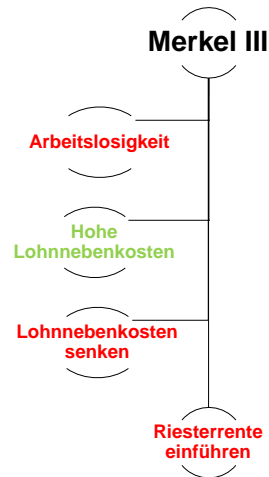 Merkel III
Arbeitslosigkeit
Hohe
Lohnnebenkosten
Lohnnebenkosten
senken
Riesterrente
einführen